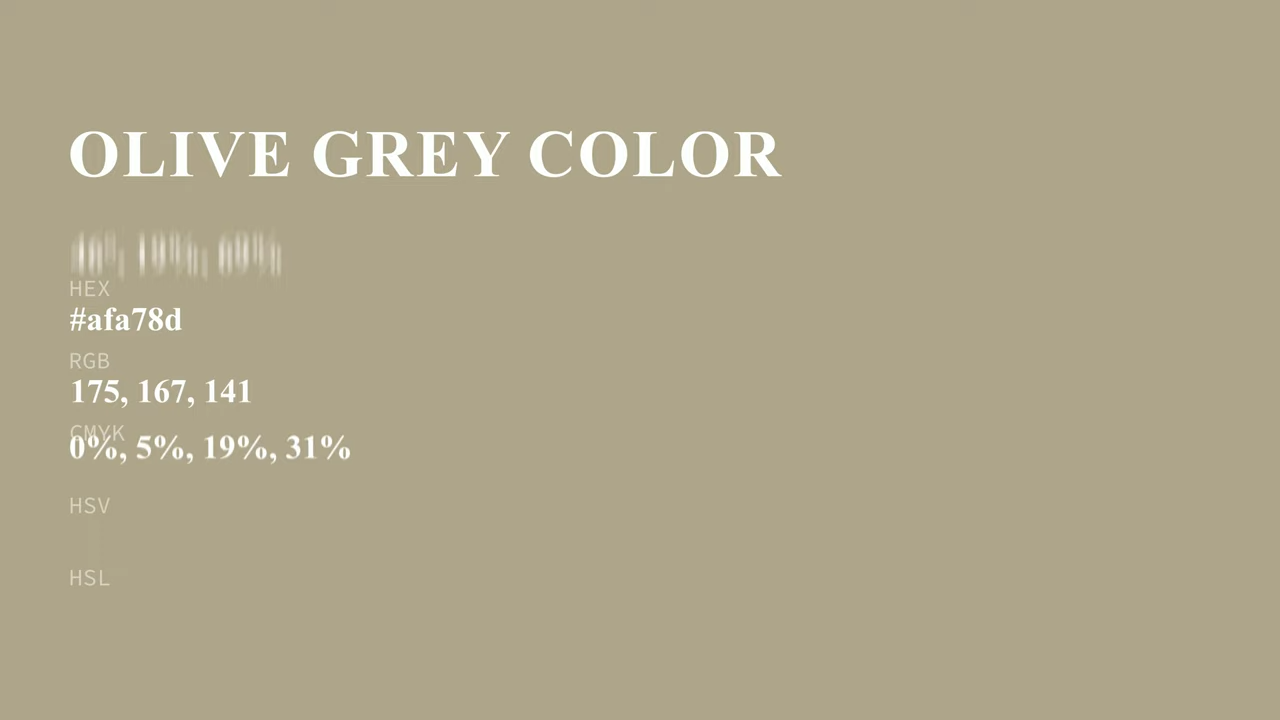 OLIVE GREY COLOR
HEX
#afa78d
RGB
175, 167, 141
CMYK
0%, 5%, 19%, 31%
HSV
HSL